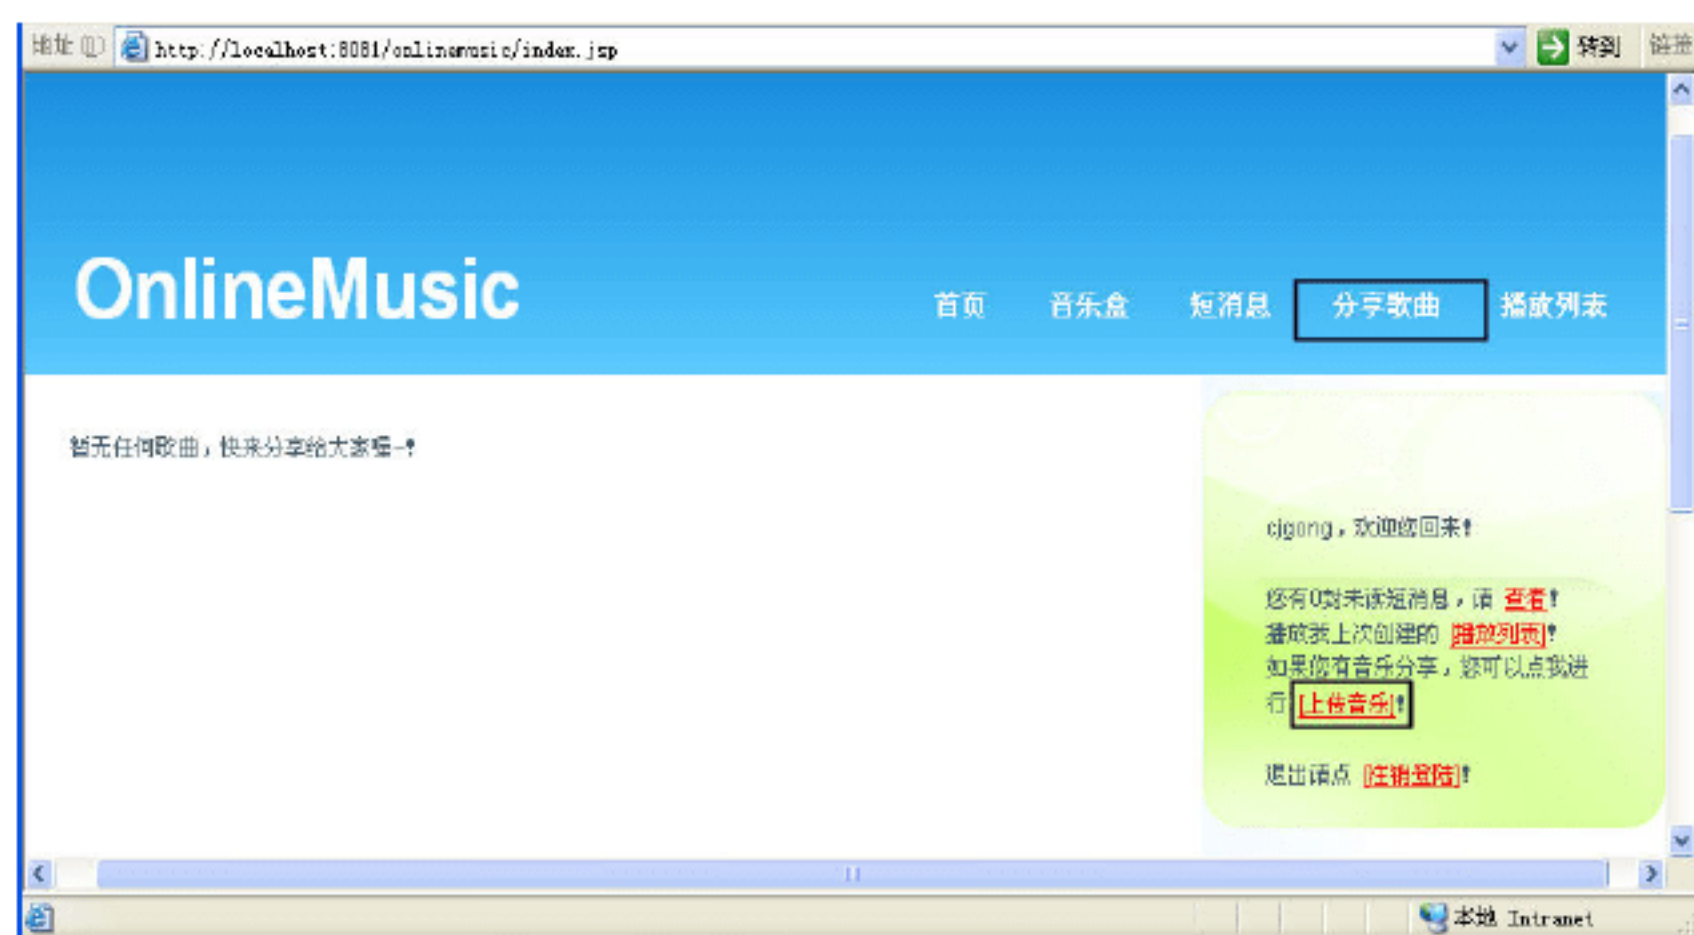 地址(D) http://localhost:8081/onlinemusic/index.jsp 转到 链接
OnlineMusic
首页 音乐盒 短消息 分享歌曲 播放列表
暂无任何歌曲，快来分享给大家喔~!
cjgong，欢迎您回来!
您有0封未读短消息，请 查看!
播放我上次创建的 [播放列表]!
如果您有音乐分享，您可以点我进
行 [上传音乐]!
退出请点 [注销登陆]!
本地 Intranet